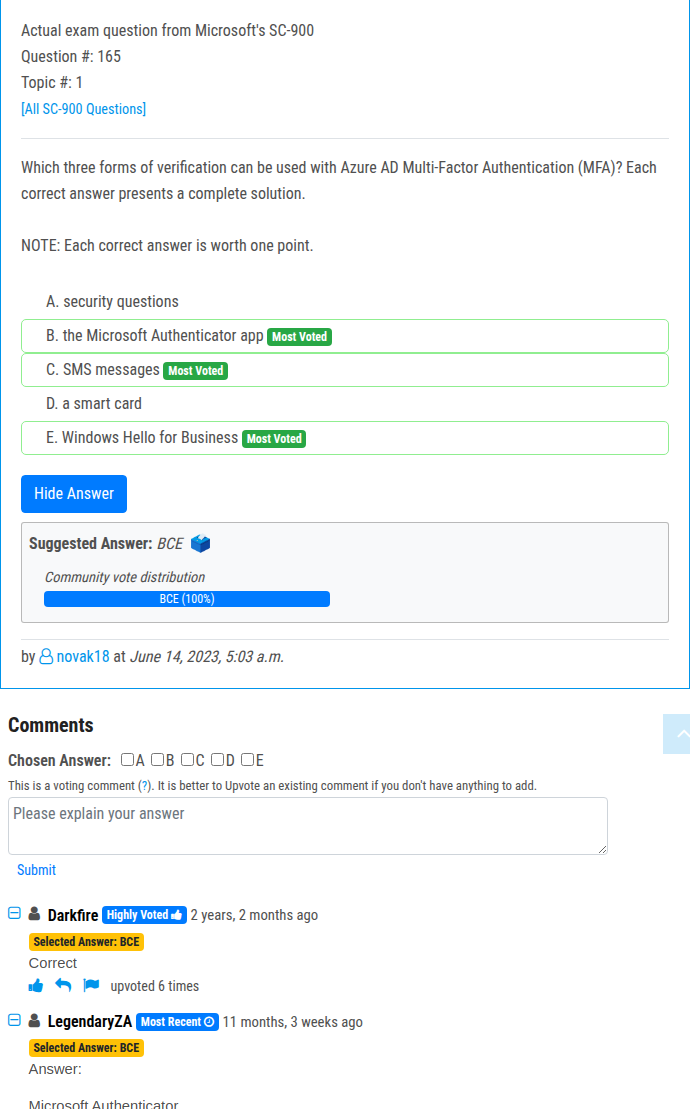 Actual exam question from Microsoft's SC-900
Question #: 165
Topic #: 1
[All SC-900 Questions]
Which three forms of verification can be used with Azure AD Multi-Factor Authentication (MFA)? Each
correct answer presents a complete solution.
NOTE: Each correct answer is worth one point.
A. security questions
B. the Microsoft Authenticator app Most Voted
C. SMS messages Most Voted
D. a smart card
E. Windows Hello for Business Most Voted
Hide Answer
Suggested Answer: BCE
Community vote distribution
BCE (100%)
by novak18 at June 14, 2023, 5:03 a.m.
Comments
Chosen Answer: A B C D E
This is a voting comment (?). It is better to Upvote an existing comment if you don't have anything to add.
Please explain your answer
Submit
Darkfire Highly Voted 2 years, 2 months ago
Selected Answer: BCE
Correct
upvoted 6 times
LegendaryZA Most Recent 11 months, 3 weeks ago
Selected Answer: BCE
Answer:
Microsoft Authenticator